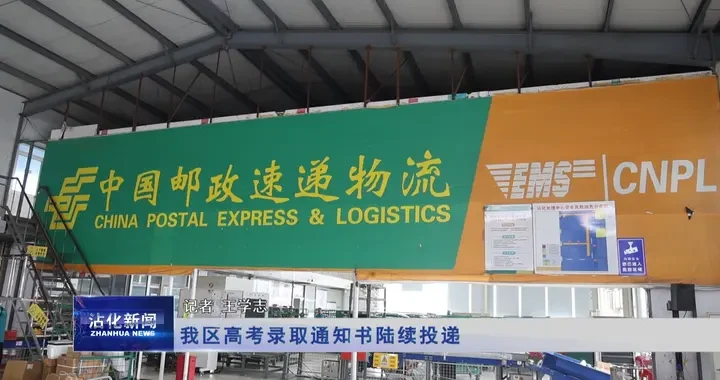 中国邮政速递物流
CHINA POSTAL EXPRESS & LOGISTICS
EMS
CNPL
记者 王学志
沾化新闻
ZHANHUA NEWS
我区高考录取通知书陆续投递